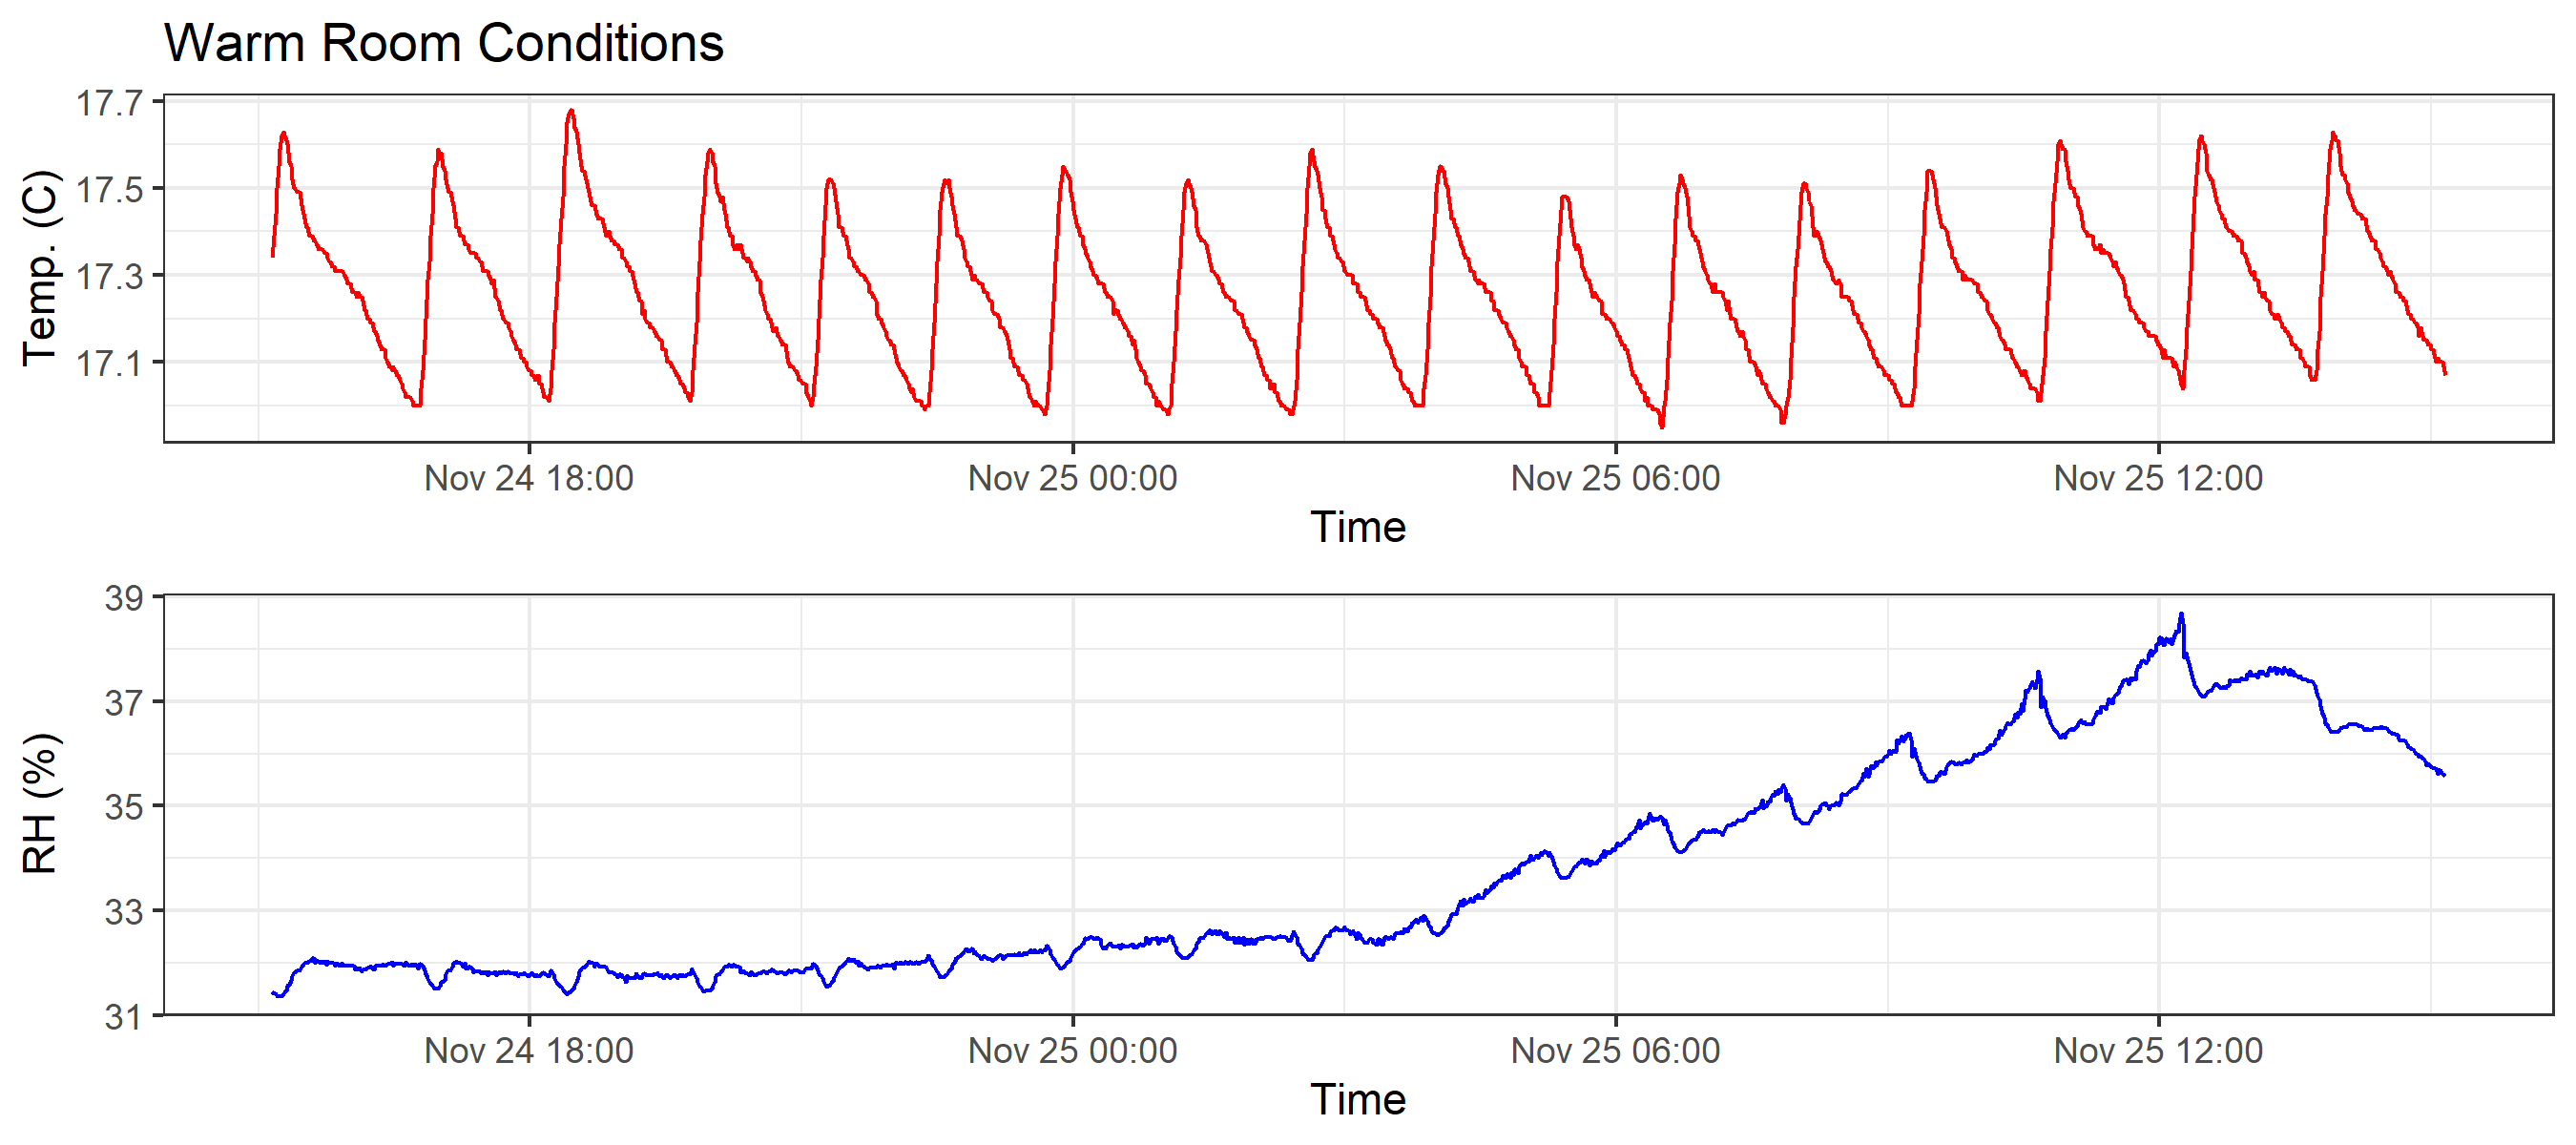 Warm Room Conditions
17.7
17.5
17.3
17.1
Temp. (C)
Nov 24 18:00 Nov 25 00:00 Nov 25 06:00 Nov 25 12:00
Time
39
37
35
33
31
RH (%)
Nov 24 18:00 Nov 25 00:00 Nov 25 06:00 Nov 25 12:00
Time